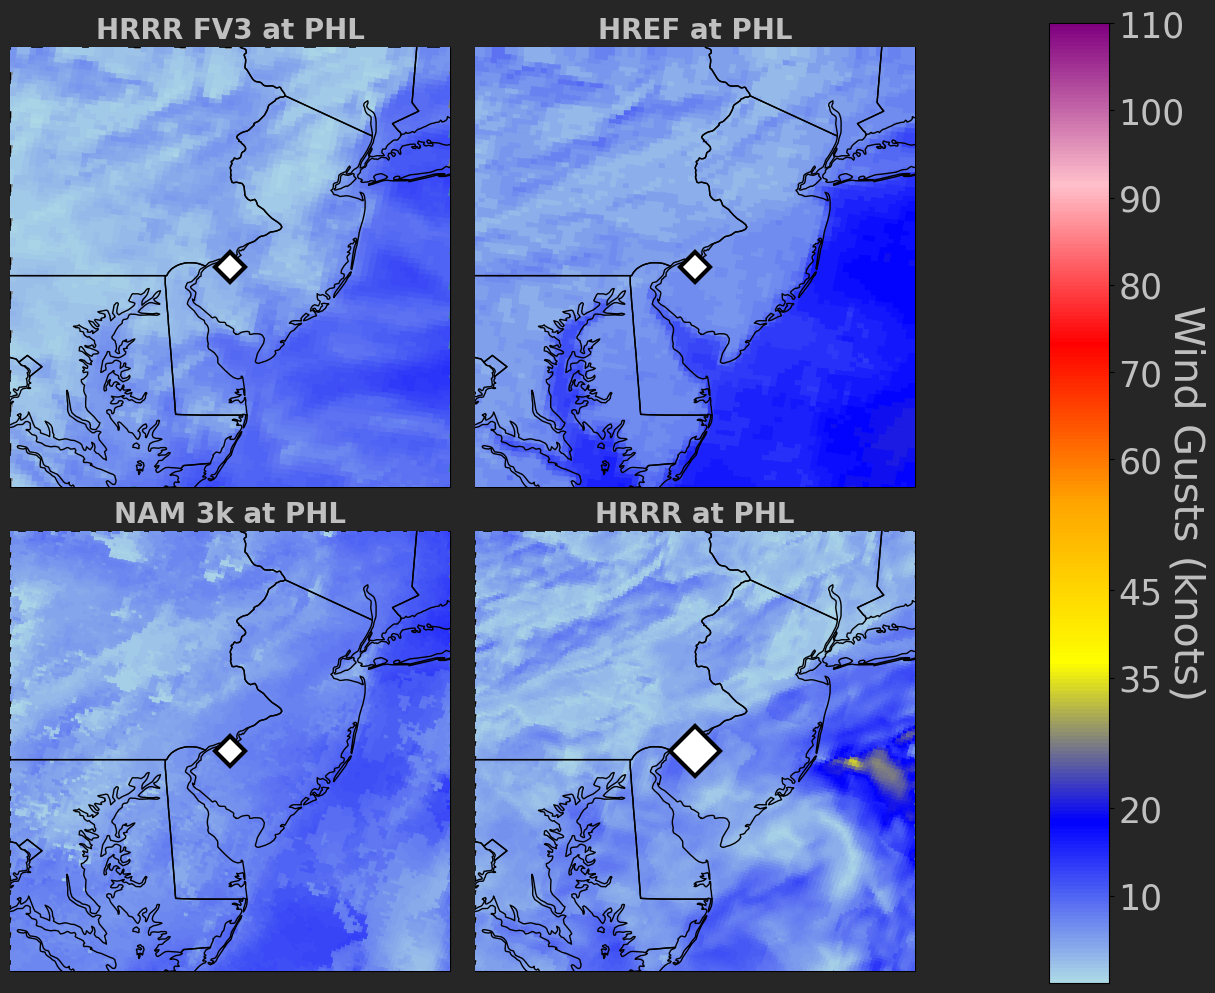 HRRR FV3 at PHL
HREF at PHL
NAM 3k at PHL
HRRR at PHL
110
100
90
80
70
60
45
35
20
10
Wind Gusts (knots)